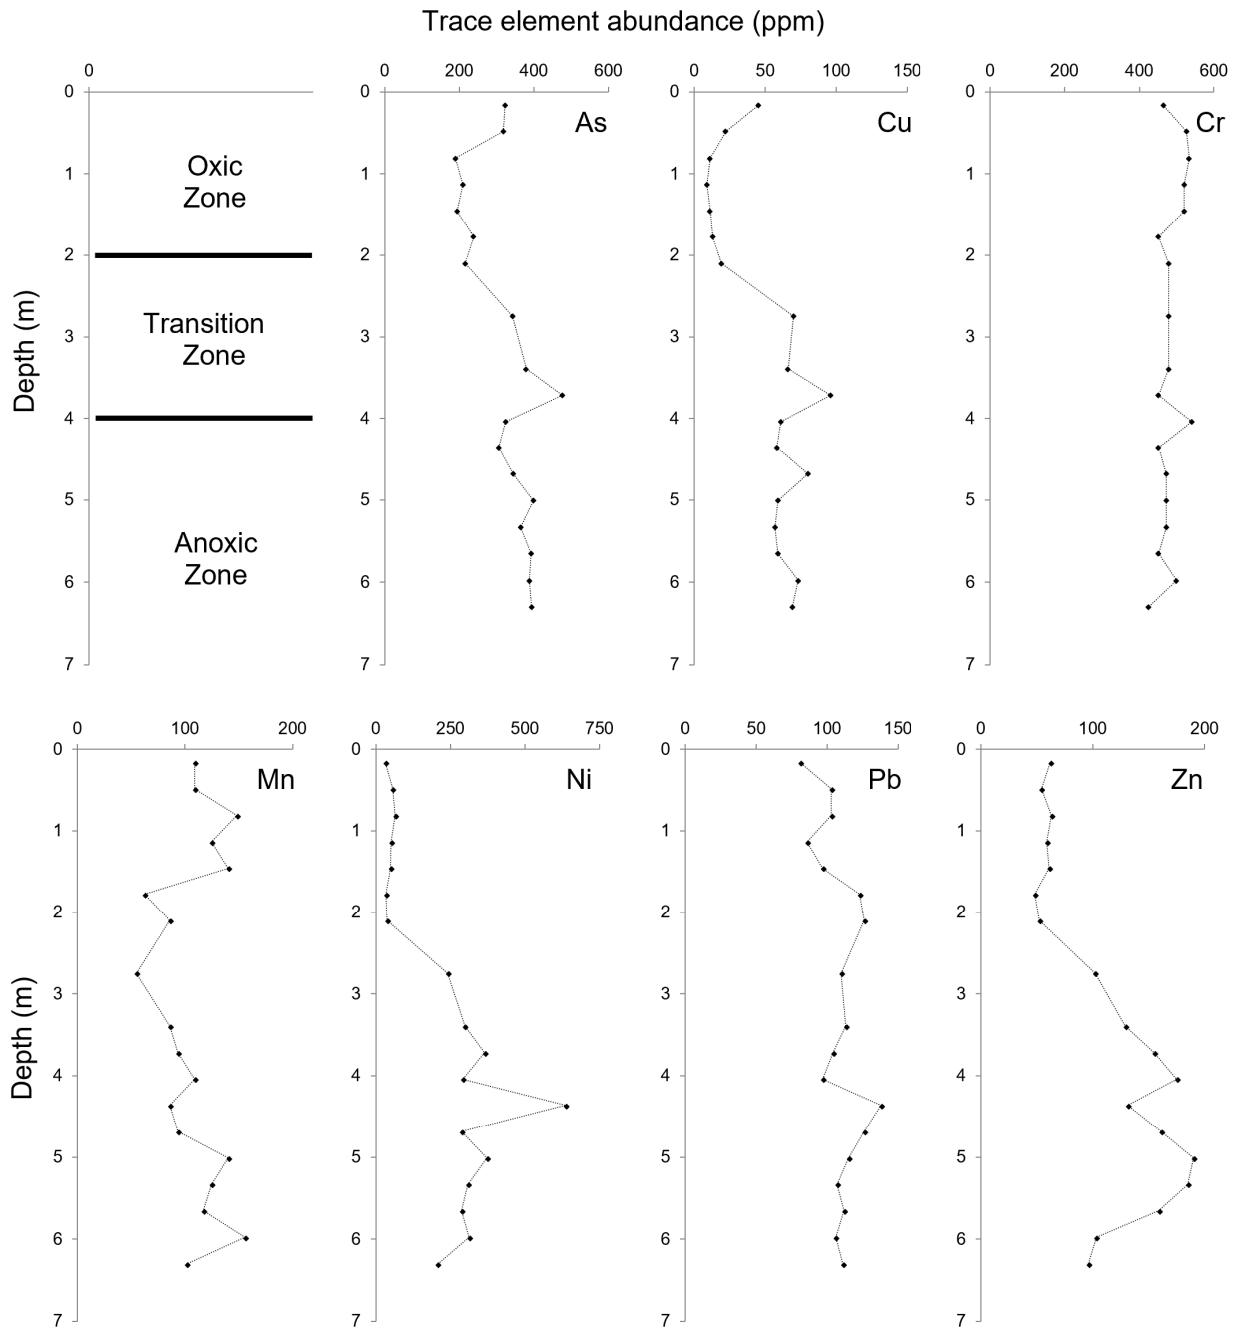 Trace element abundance (ppm)
0
0 200 400 600
0 50 100 150
0 200 400 600
0 0 0 0
As Cu Cr
Oxic
Zone
1 1 1 1
2 2 2 2
Transition
Zone
3 3 3 3
Depth (m)
4 4 4 4
5 5 5 5
Anoxic
Zone
6 6 6 6
7 7 7 7
0 100 200
0 250 500 750
0 50 100 150
0 100 200
0 0 0 0
Mn Ni Pb Zn
1 1 1 1
2 2 2 2
3 3 3 3
Depth (m)
4 4 4 4
5 5 5 5
6 6 6 6
7 7 7 7